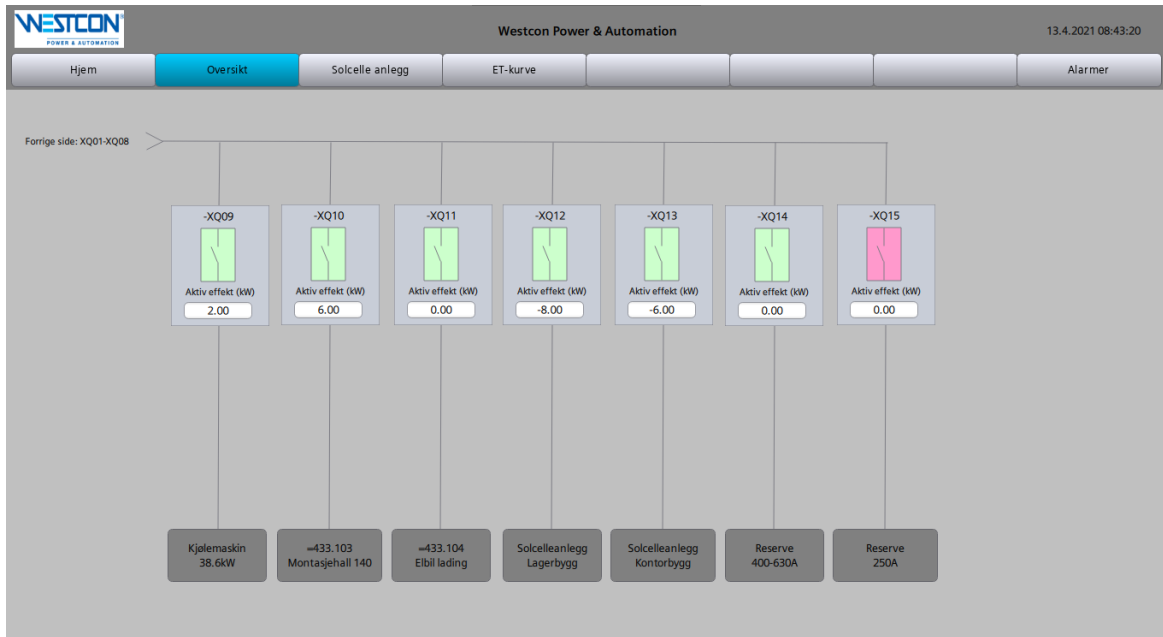 WESTCON
POWER & AUTOMATION
Westcon Power & Automation
13.4.2021 08:43:20
Hjem
Oversikt
Solcelle anlegg
ET-kurve
Alarmer
Forrige side: XQ01-XQ08
-XQ09
Aktiv effekt (kW)
2.00
-XQ10
Aktiv effekt (kW)
6.00
-XQ11
Aktiv effekt (kW)
0.00
-XQ12
Aktiv effekt (kW)
-8.00
-XQ13
Aktiv effekt (kW)
-6.00
-XQ14
Aktiv effekt (kW)
0.00
-XQ15
Aktiv effekt (kW)
0.00
Kjølemaskin
38.6kW
=433.103
Montasjehall 140
=433.104
Elbil lading
Solcelleanlegg
Lagerbygg
Solcelleanlegg
Kontorbygg
Reserve
400-630A
Reserve
250A